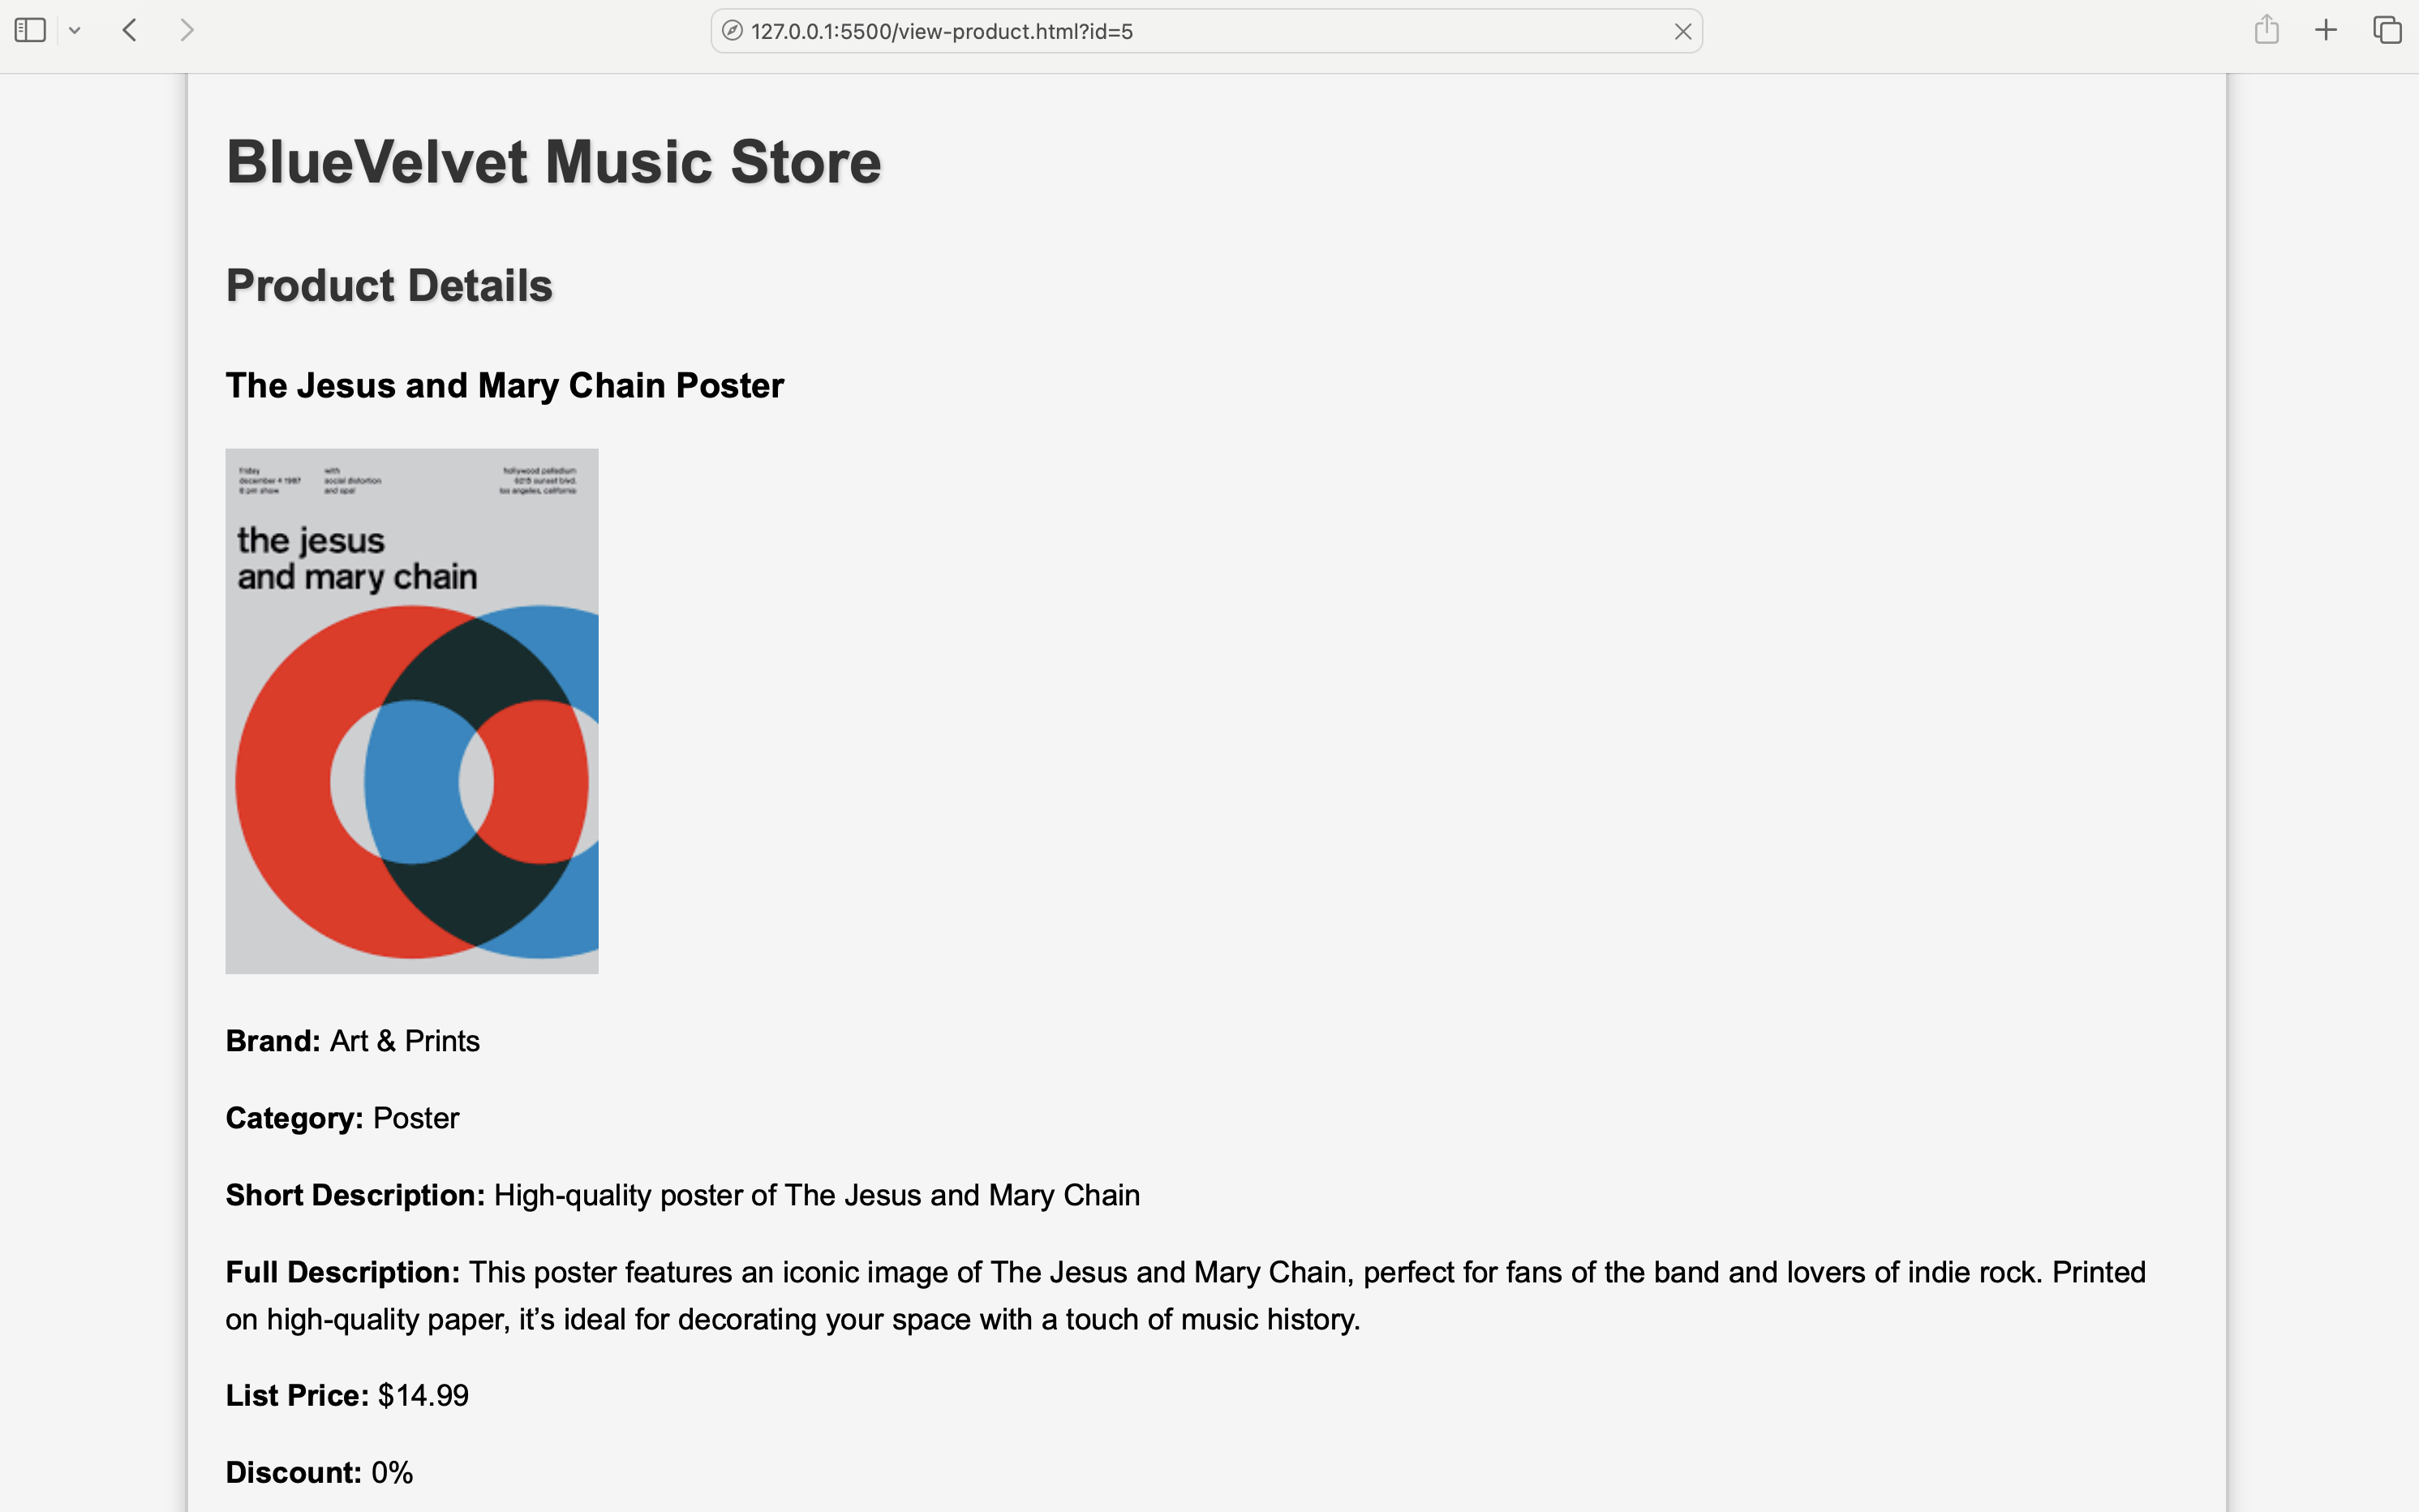 127.0.0.1:5500/view-product.html?id=5
BlueVelvet Music Store
Product Details
The Jesus and Mary Chain Poster
friday
december 4 1987
8 pm show
with
social distortion
and opal
hollywood palladium
6215 sunset blvd.
los angeles, california
the jesus
and mary chain
Brand: Art & Prints
Category: Poster
Short Description: High-quality poster of The Jesus and Mary Chain
Full Description: This poster features an iconic image of The Jesus and Mary Chain, perfect for fans of the band and lovers of indie rock. Printed
on high-quality paper, it’s ideal for decorating your space with a touch of music history.
List Price: $14.99
Discount: 0%